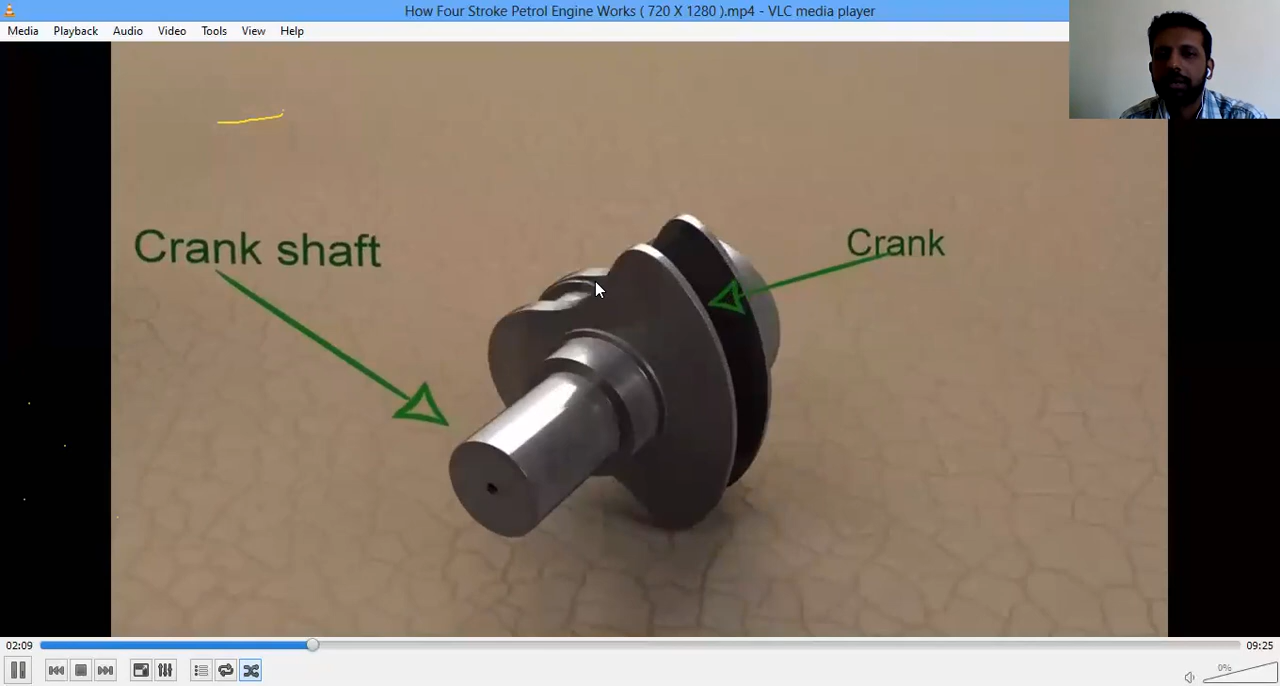 How Four Stroke Petrol Engine Works ( 720 X 1280 ).mp4 - VLC media player
Media Playback Audio Video Tools View Help
Crank shaft
Crank
02:09
09:25
0%